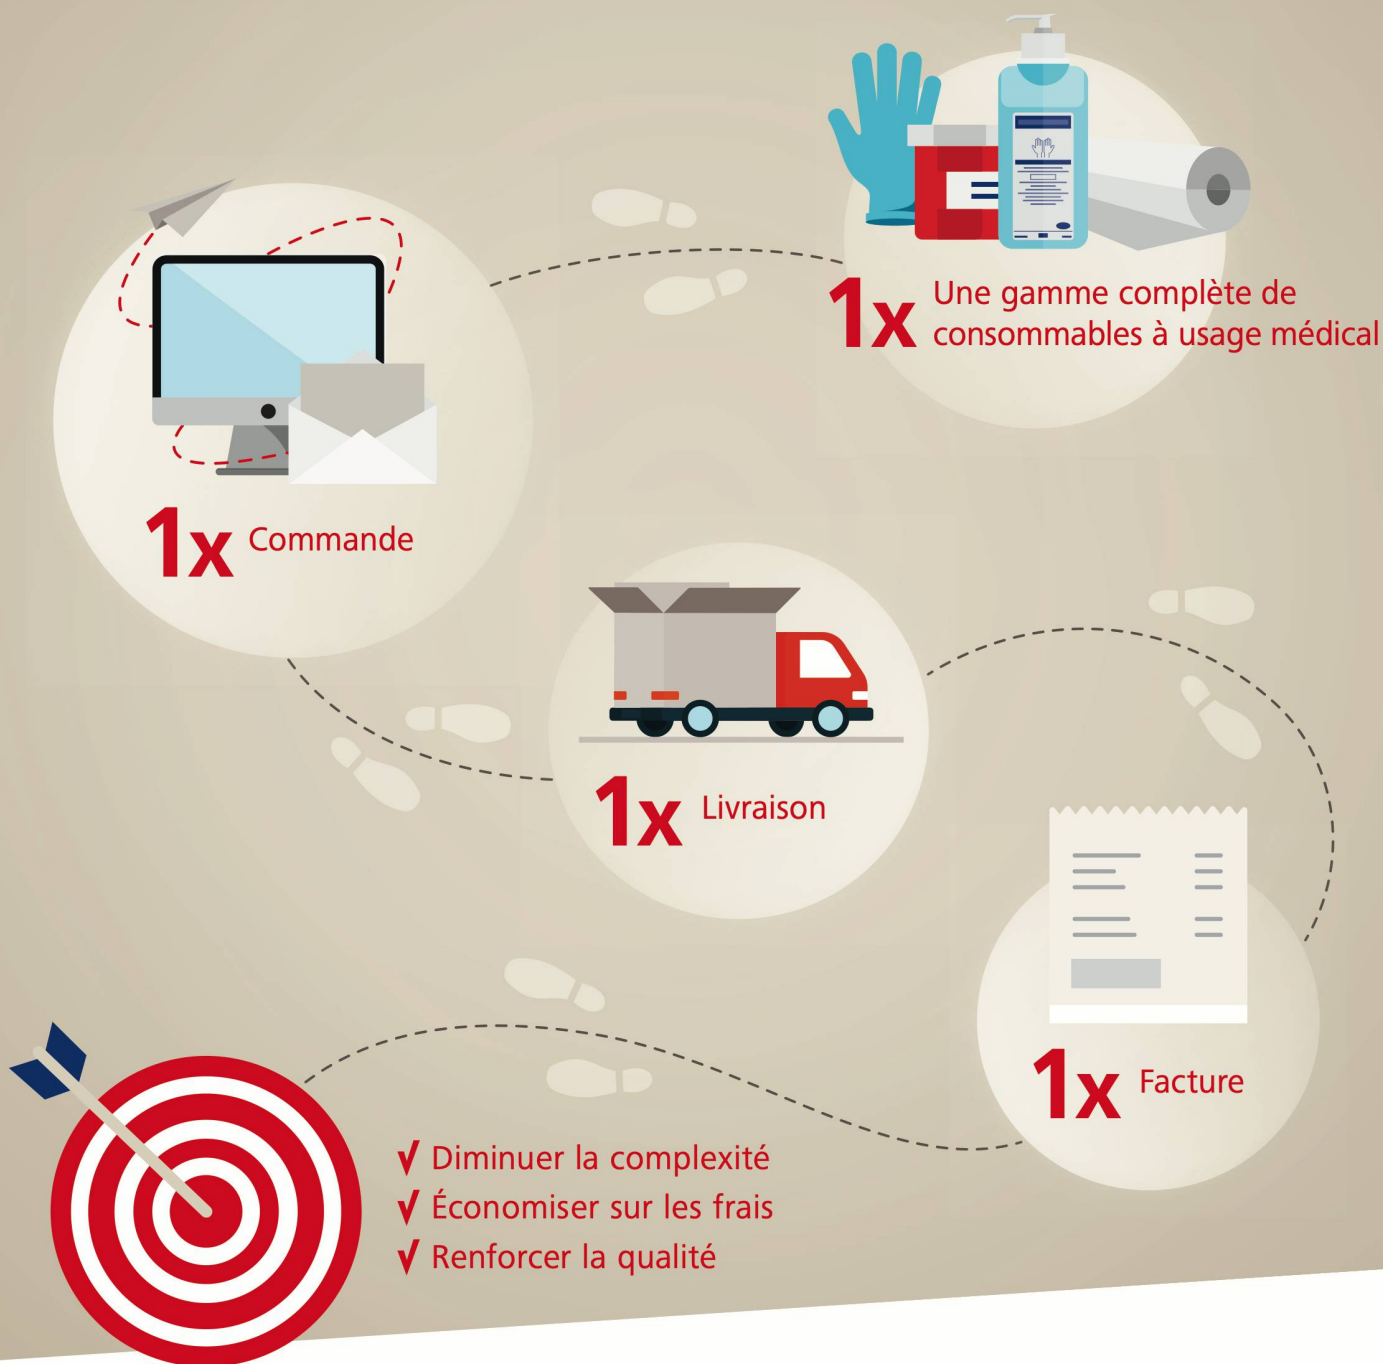 1x Une gamme complète de
consommables à usage médical
1x Commande
1x Livraison
1x Facture
√ Diminuer la complexité
√ Économiser sur les frais
√ Renforcer la qualité